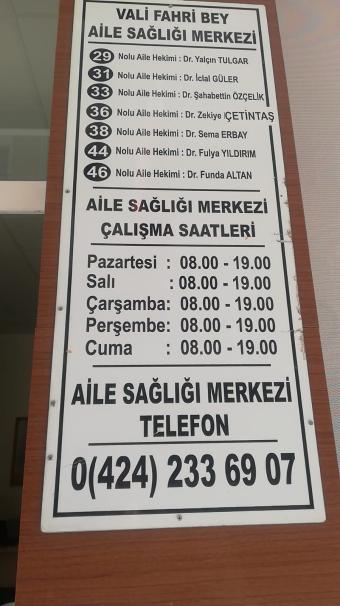 VALİ FAHRİ BEY
AİLE SAĞLIĞI MERKEZİ
29 Nolu Aile Hekimi : Dr. Yalçın TULGAR
31 Nolu Aile Hekimi : Dr. İclal GÜLER
33 Nolu Aile Hekimi : Dr. Şahabettin ÖZÇELİK
36 Nolu Aile Hekimi : Dr. Zekiye İÇETİNTAŞ
38 Nolu Aile Hekimi : Dr. Sema ERBAY
44 Nolu Aile Hekimi : Dr. Fulya YILDIRIM
46 Nolu Aile Hekimi : Dr. Funda ALTAN
AİLE SAĞLIĞI MERKEZİ
ÇALIŞMA SAATLERİ
Pazartesi : 08.00 - 19.00
Salı : 08.00 - 19.00
Çarşamba: 08.00 - 19.00
Perşembe: 08.00 - 19.00
Cuma : 08.00 - 19.00
AİLE SAĞLIĞI MERKEZİ
TELEFON
0(424) 233 69 07